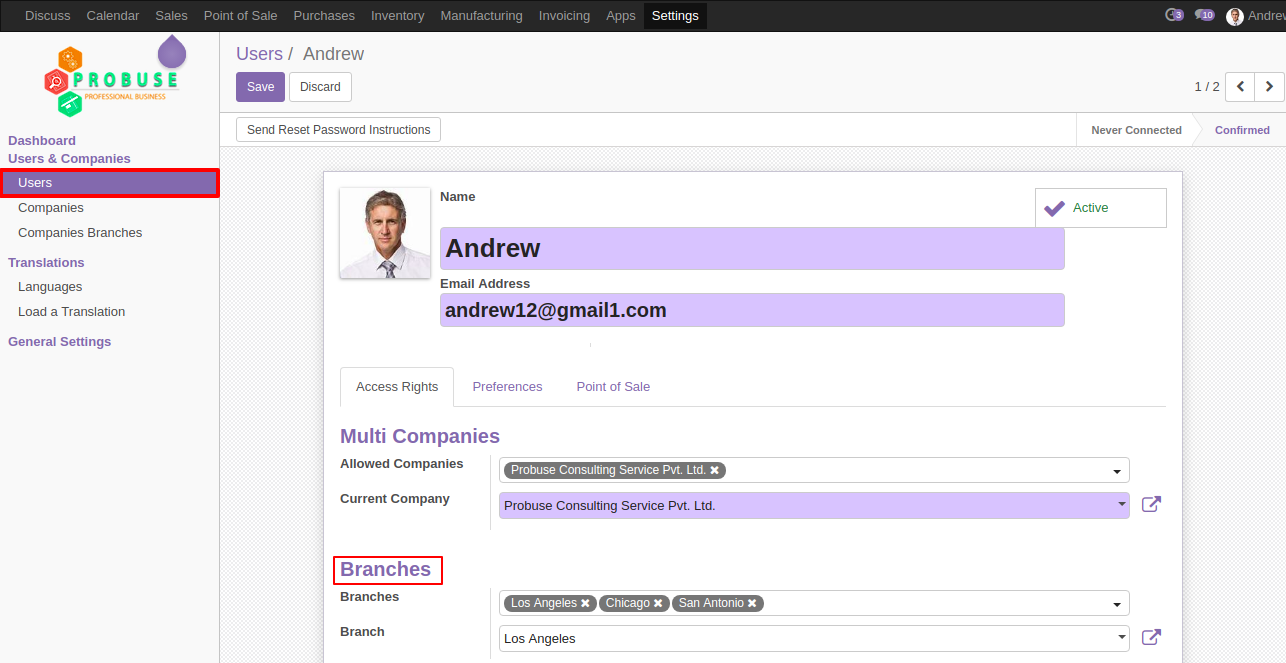 Discuss Calendar Sales Point of Sale Purchases Inventory Manufacturing Invoicing Apps Settings 3 10 Andrew
PROBUSE
PROFESSIONAL BUSINESS
Dashboard
Users & Companies
Users
Companies
Companies Branches
Translations
Languages
Load a Translation
General Settings
Users / Andrew
Save Discard 1 / 2
Send Reset Password Instructions Never Connected Confirmed
Name
Active
Andrew
Email Address
andrew12@gmail1.com
Access Rights Preferences Point of Sale
Multi Companies
Allowed Companies Probuse Consulting Service Pvt. Ltd.
Current Company Probuse Consulting Service Pvt. Ltd.
Branches
Branches Los Angeles Chicago San Antonio
Branch Los Angeles